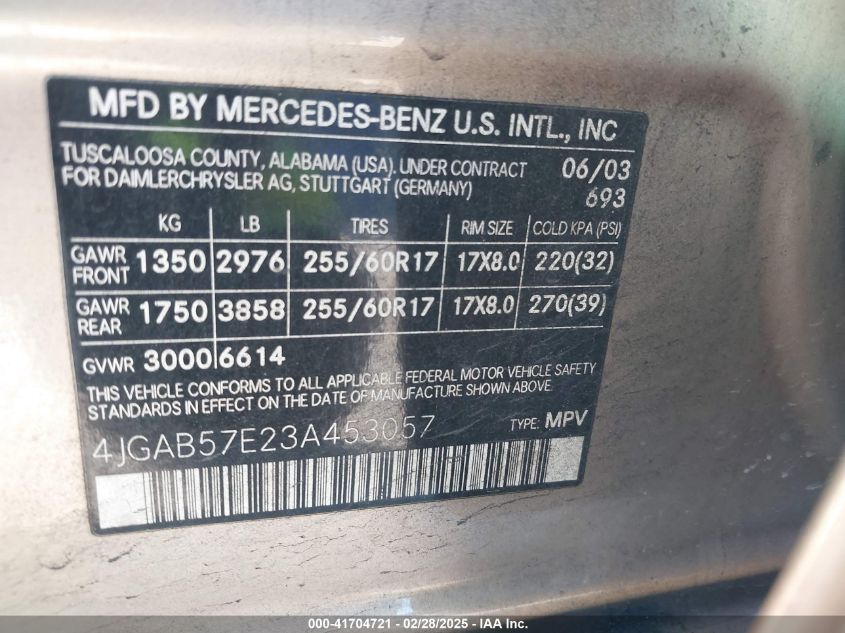 MFD BY MERCEDES-BENZ U.S. INTL., INC
TUSCALOOSA COUNTY, ALABAMA (USA). UNDER CONTRACT 06/03
FOR DAIMLERCHRYSLER AG, STUTTGART (GERMANY) 693
KG LB TIRES RIM SIZE COLD KPA (PSI)
GAWR FRONT 1350 2976 255/60R17 17X8.0 220(32)
GAWR REAR 1750 3858 255/60R17 17X8.0 270(39)
GVWR 3000 6614
THIS VEHICLE CONFORMS TO ALL APPLICABLE FEDERAL MOTOR VEHICLE SAFETY
STANDARDS IN EFFECT ON THE DATE OF MANUFACTURE SHOWN ABOVE.
4JGAB57E23A453057 TYPE: MPV
000-41704721 - 02/28/2025 - IAA, Inc.